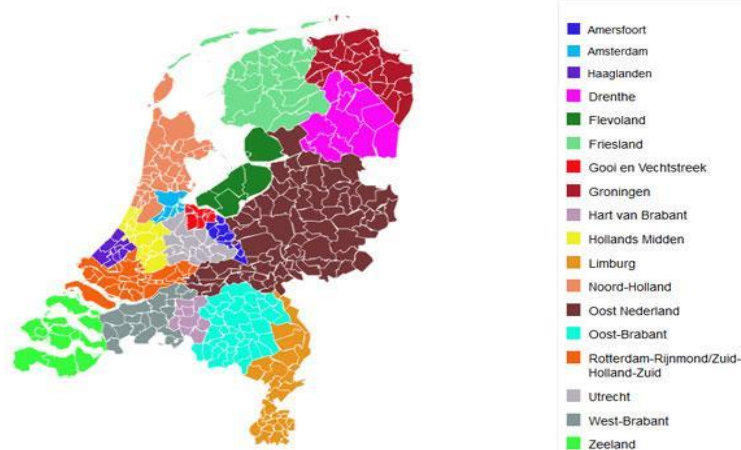 Amersfoort
Amsterdam
Haaglanden
Drenthe
Flevoland
Friesland
Gooi en Vechtstreek
Groningen
Hart van Brabant
Hollands Midden
Limburg
Noord-Holland
Oost Nederland
Oost-Brabant
Rotterdam-Rijnmond/Zuid-
Holland-Zuid
Utrecht
West-Brabant
Zeeland